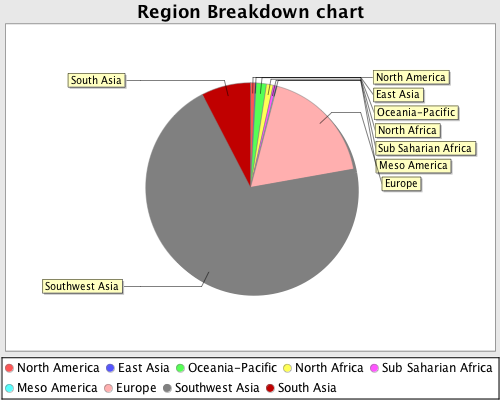 Region Breakdown chart
South Asia
North America
East Asia
Oceania-Pacific
North Africa
Sub Saharian Africa
Meso America
Europe
Southwest Asia
North America East Asia Oceania-Pacific North Africa Sub Saharian Africa
Meso America Europe Southwest Asia South Asia